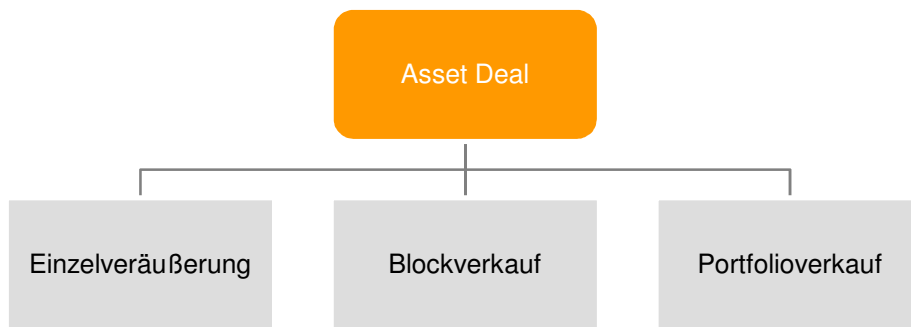 Asset Deal
Einzelveräußerung
Blockverkauf
Portfolioverkauf